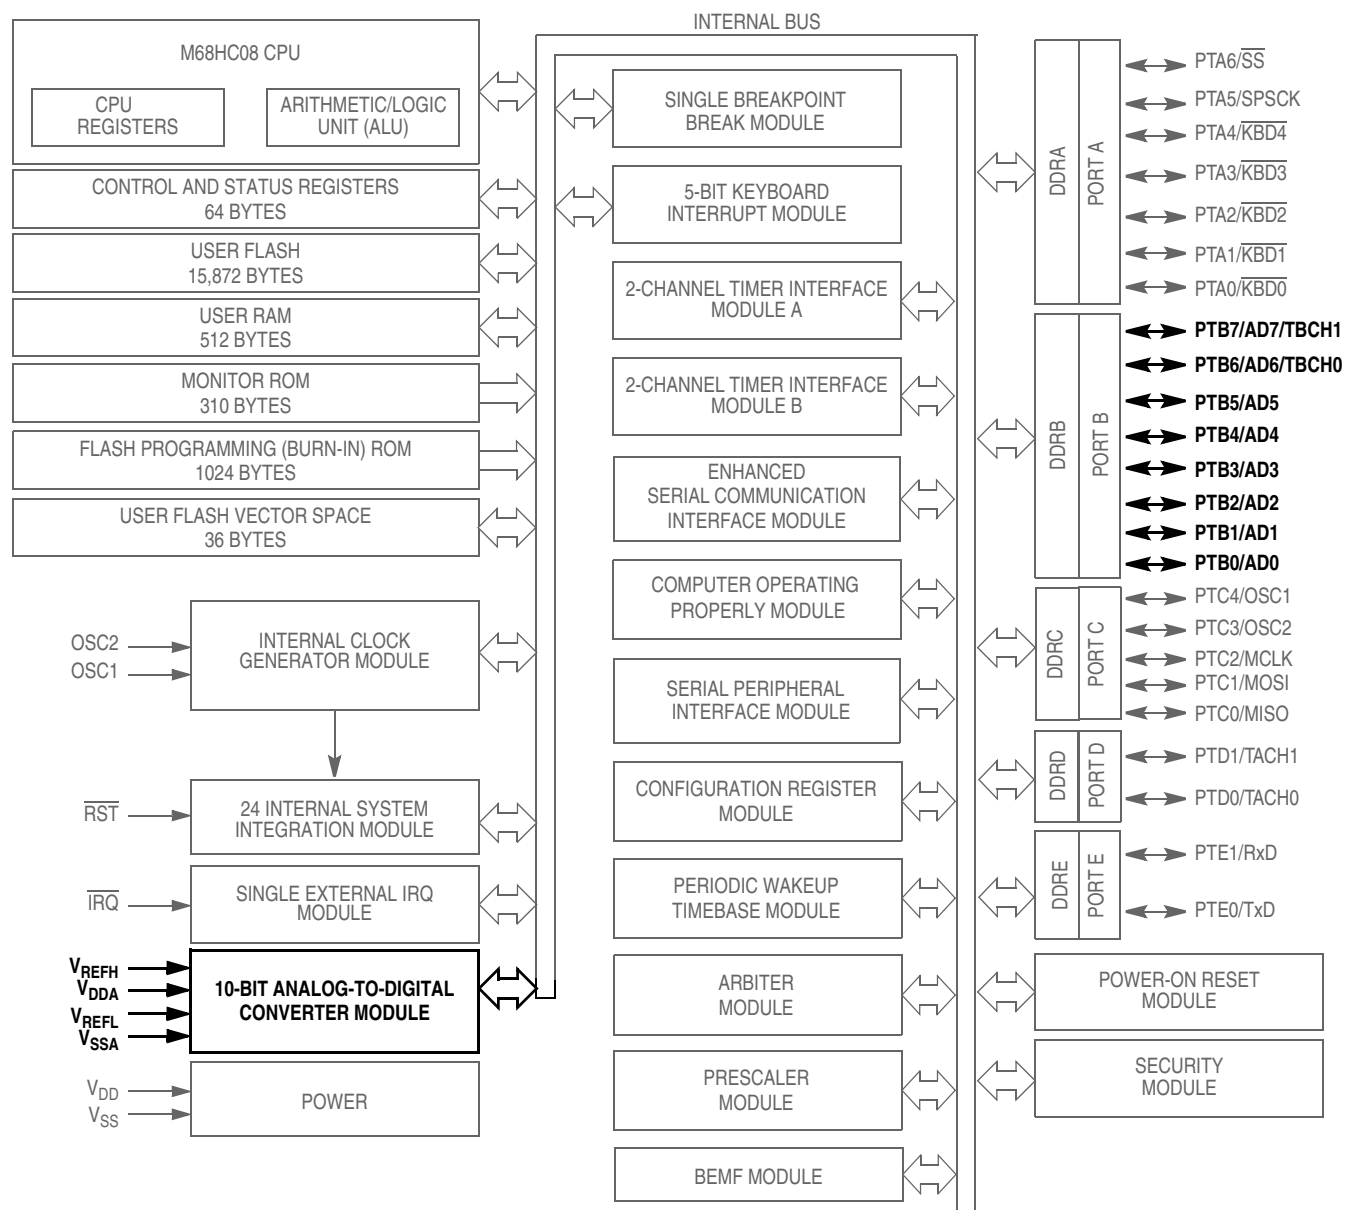 INTERNAL BUS
M68HC08 CPU
CPU
REGISTERS
ARITHMETIC/LOGIC
UNIT (ALU)
CONTROL AND STATUS REGISTERS
64 BYTES
USER FLASH
15,872 BYTES
USER RAM
512 BYTES
MONITOR ROM
310 BYTES
FLASH PROGRAMMING (BURN-IN) ROM
1024 BYTES
USER FLASH VECTOR SPACE
36 BYTES
OSC2
OSC1
INTERNAL CLOCK
GENERATOR MODULE
RST
24 INTERNAL SYSTEM
INTEGRATION MODULE
IRQ
SINGLE EXTERNAL IRQ
MODULE
VREFH
VDDA
VREFL
VSSA
10-BIT ANALOG-TO-DIGITAL
CONVERTER MODULE
VDD
VSS
POWER
SINGLE BREAKPOINT
BREAK MODULE
5-BIT KEYBOARD
INTERRUPT MODULE
2-CHANNEL TIMER INTERFACE
MODULE A
2-CHANNEL TIMER INTERFACE
MODULE B
ENHANCED
SERIAL COMMUNICATION
INTERFACE MODULE
COMPUTER OPERATING
PROPERLY MODULE
SERIAL PERIPHERAL
INTERFACE MODULE
CONFIGURATION REGISTER
MODULE
PERIODIC WAKEUP
TIMEBASE MODULE
ARBITER
MODULE
PRESCALER
MODULE
BEMF MODULE
DDRA
PORT A
PTA6/SS
PTA5/SPSCK
PTA4/KBD4
PTA3/KBD3
PTA2/KBD2
PTA1/KBD1
PTA0/KBD0
DDRB
PORT B
PTB7/AD7/TBCH1
PTB6/AD6/TBCH0
PTB5/AD5
PTB4/AD4
PTB3/AD3
PTB2/AD2
PTB1/AD1
PTB0/AD0
DDRC
PORT C
PTC4/OSC1
PTC3/OSC2
PTC2/MCLK
PTC1/MOSI
PTC0/MISO
DDRD
PORT D
PTD1/TACH1
PTD0/TACH0
DDRE
PORT E
PTE1/RxD
PTE0/TxD
POWER-ON RESET
MODULE
SECURITY
MODULE